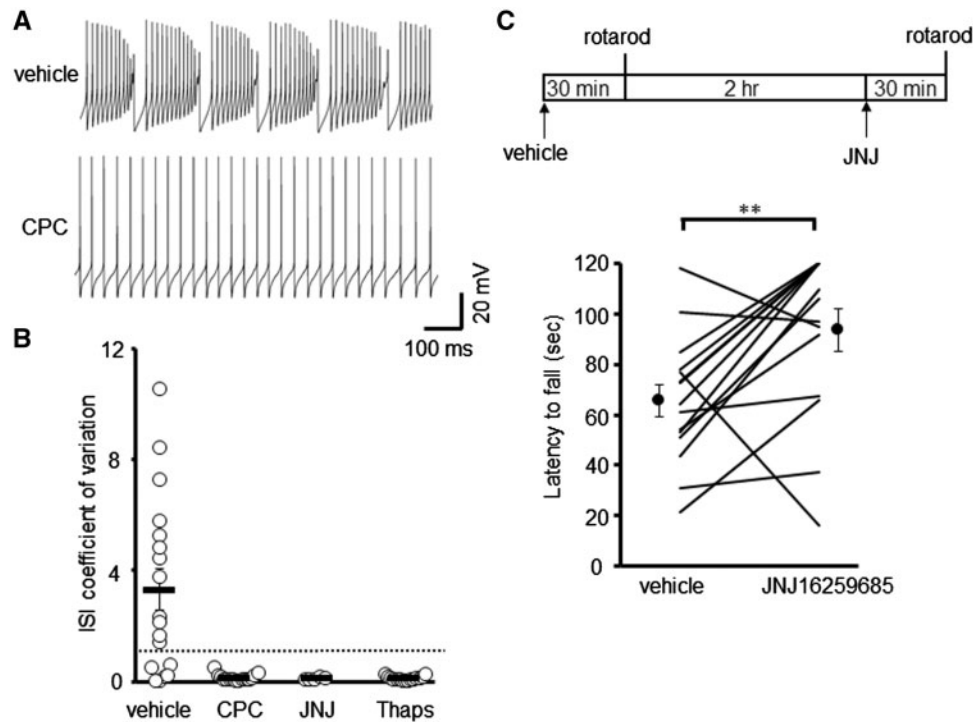 A
vehicle
CPC
20 mV
100 ms
B
ISI coefficient of variation
12
8
4
0
vehicle CPC JNJ Thaps
C
rotarod rotarod
30 min 2 hr 30 min
vehicle JNJ
**
Latency to fall (sec)
120
100
80
60
40
20
0
vehicle JNJ16259685